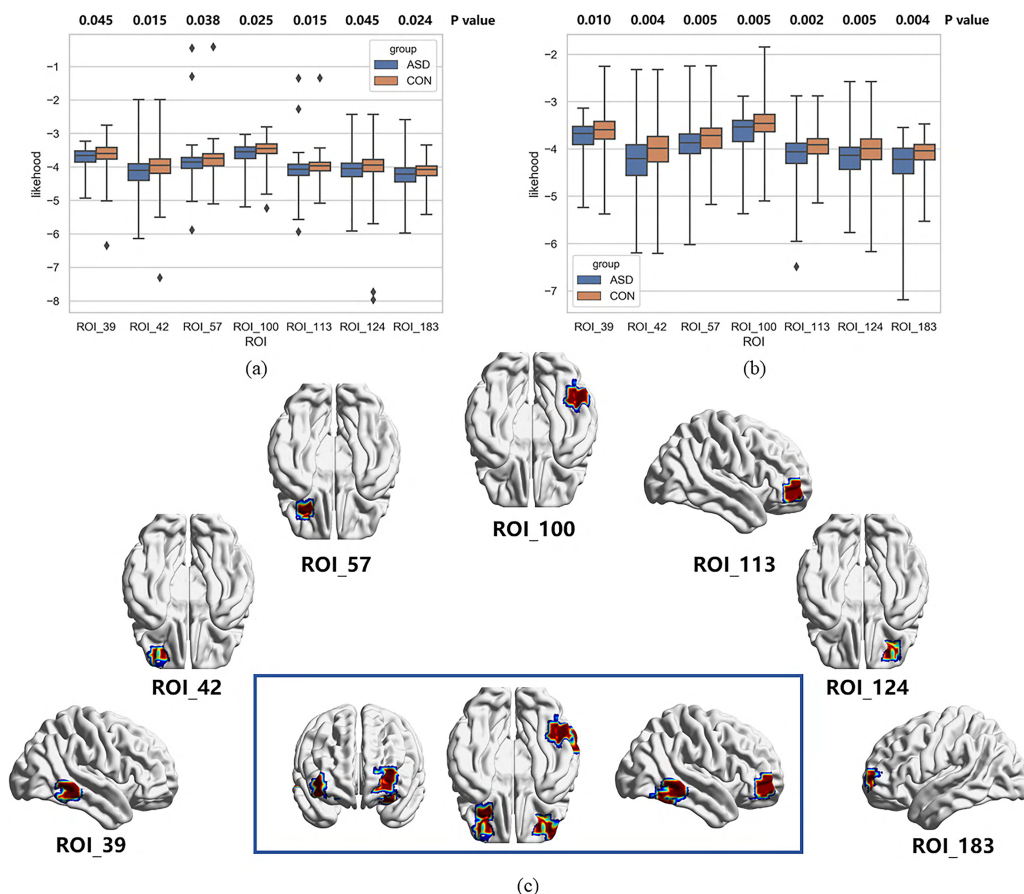 0.045 0.015 0.038 0.025 0.015 0.045 0.024 P value
group
ASD
CON
−1
−2
−3
−4
−5
−6
−7
−8
likehood
ROI_39 ROI_42 ROI_57 ROI_100 ROI_113 ROI_124 ROI_183
ROI
(a)
0.010 0.004 0.005 0.005 0.002 0.005 0.004 P value
−2
−3
−4
−5
−6
−7
likehood
group
ASD
CON
ROI_39 ROI_42 ROI_57 ROI_100 ROI_113 ROI_124 ROI_183
ROI
(b)
ROI_100
ROI_57
ROI_113
ROI_42
ROI_124
ROI_39
ROI_183
(c)